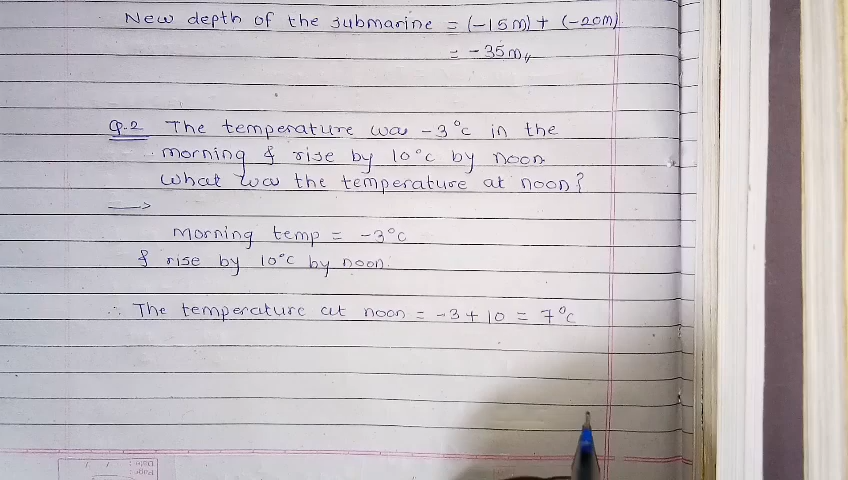 New depth of the submarine = (-15m) + (-20m)
= -35m,,
Q.2 The temperature was -3°c in the
morning & rise by 10°c by noon
what was the temperature at noon?
→
morning temp = -3°c
& rise by 10°c by noon.
∴ The temperature at noon = -3 + 10 = 7°c
Date : / /
Page :